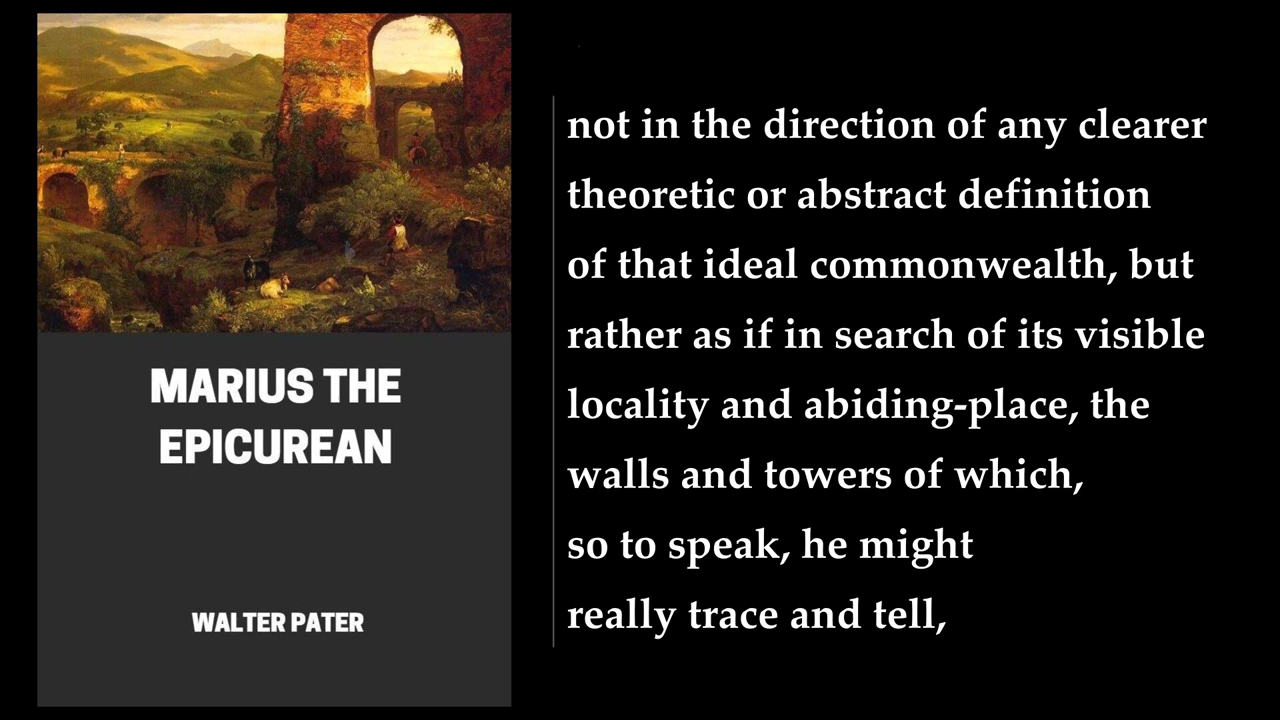 MARIUS THE
EPICUREAN
WALTER PATER
not in the direction of any clearer
theoretic or abstract definition
of that ideal commonwealth, but
rather as if in search of its visible
locality and abiding-place, the
walls and towers of which,
so to speak, he might
really trace and tell,